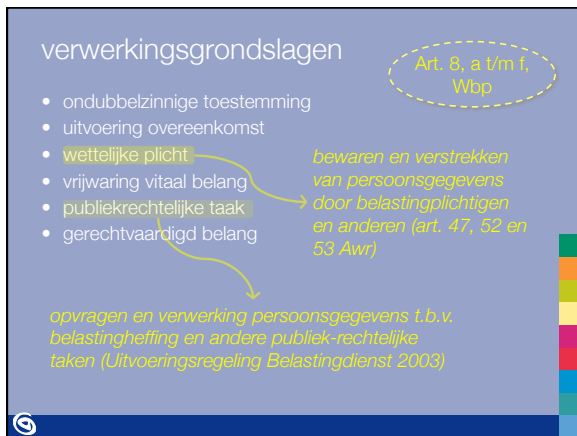 verwerkingsgrondslagen
Art. 8, a t/m f,
Wbp
• ondubbelzinnige toestemming
• uitvoering overeenkomst
• wettelijke plicht
• vrijwaring vitaal belang
• publiekrechtelijke taak
• gerechtvaardigd belang
bewaren en verstrekken
van persoonsgegevens
door belastingplichtigen
en anderen (art. 47, 52 en
53 Awr)
opvragen en verwerking persoonsgegevens t.b.v.
belastingheffing en andere publiek-rechtelijke
taken (Uitvoeringsregeling Belastingdienst 2003)